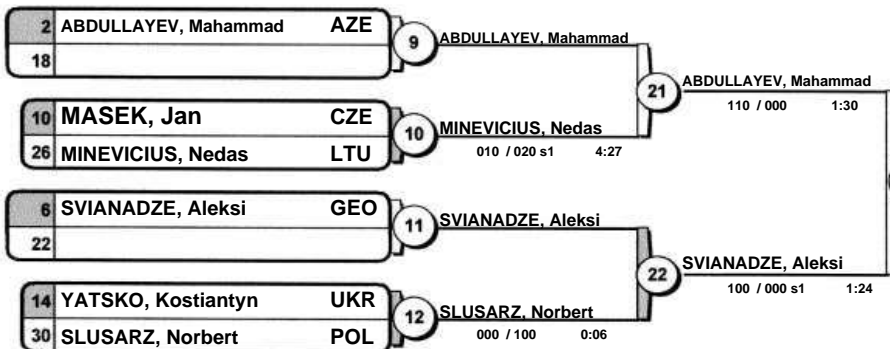 2 ABDULLAYEV, Mahammad AZE
18
9
ABDULLAYEV, Mahammad
10 MASEK, Jan CZE
26 MINEVICIUS, Nedas LTU
10
MINEVICIUS, Nedas
010 / 020 s1 4:27
21
ABDULLAYEV, Mahammad
110 / 000 1:30
6 SVIANADZE, Aleksi GEO
22
11
SVIANADZE, Aleksi
14 YATSKO, Kostiantyn UKR
30 SLUSARZ, Norbert POL
12
SLUSARZ, Norbert
000 / 100 0:06
22
SVIANADZE, Aleksi
100 / 000 s1 1:24